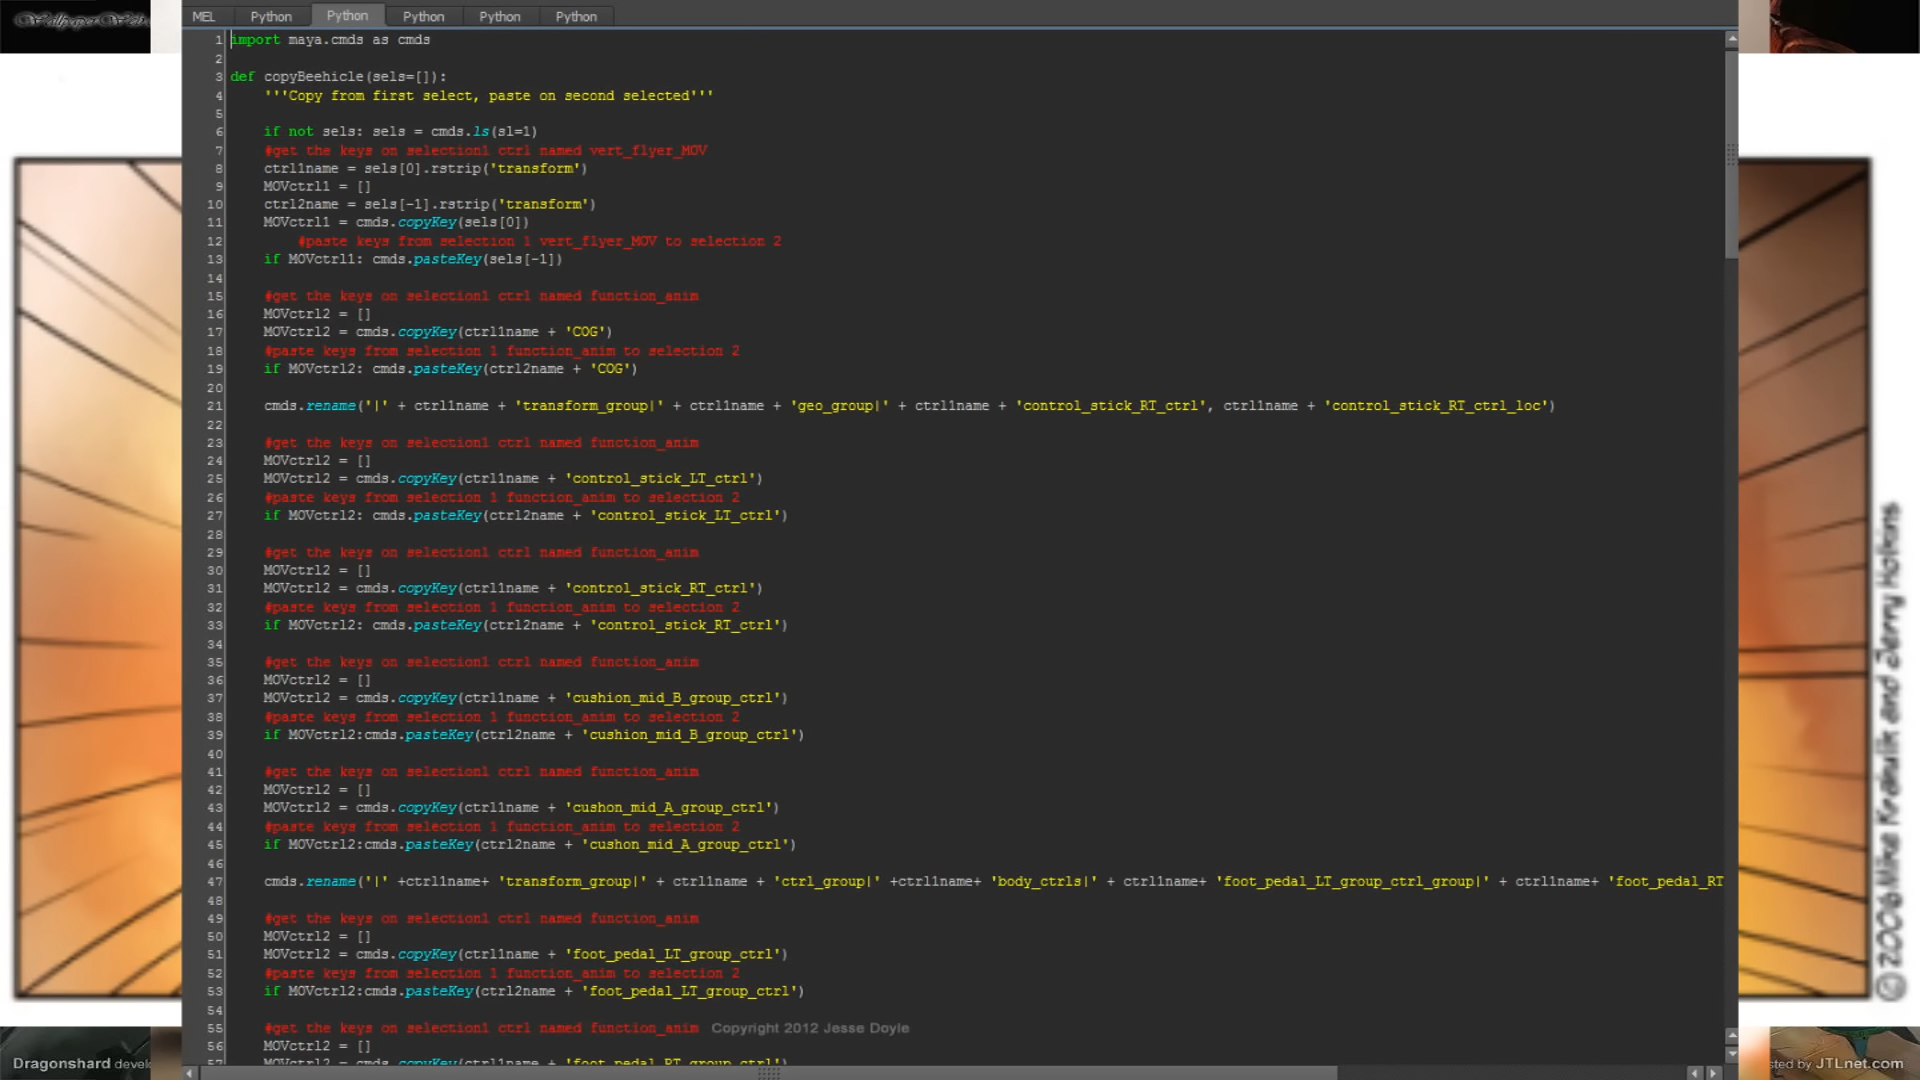 MEL Python Python Python Python Python
1 import maya.cmds as cmds
2
3 def copyBeehicle(sels=[]):
4 '''Copy from first select, paste on second selected'''
5
6 if not sels: sels = cmds.ls(sl=1)
7 #get the keys on selection1 ctrl named vert_flyer_MOV
8 ctrl1name = sels[0].rstrip('transform')
9 MOVctrl1 = []
10 ctrl2name = sels[-1].rstrip('transform')
11 MOVctrl1 = cmds.copyKey(sels[0])
12 #paste keys from selection 1 vert_flyer_MOV to selection 2
13 if MOVctrl1: cmds.pasteKey(sels[-1])
14
15 #get the keys on selection1 ctrl named function_anim
16 MOVctrl2 = []
17 MOVctrl2 = cmds.copyKey(ctrl1name + 'COG')
18 #paste keys from selection 1 function_anim to selection 2
19 if MOVctrl2: cmds.pasteKey(ctrl2name + 'COG')
20
21 cmds.rename('|' + ctrl1name + 'transform_group|' + ctrl1name + 'geo_group|' + ctrl1name + 'control_stick_RT_ctrl', ctrl1name + 'control_stick_RT_ctrl_loc')
22
23 #get the keys on selection1 ctrl named function_anim
24 MOVctrl2 = []
25 MOVctrl2 = cmds.copyKey(ctrl1name + 'control_stick_LT_ctrl')
26 #paste keys from selection 1 function_anim to selection 2
27 if MOVctrl2: cmds.pasteKey(ctrl2name + 'control_stick_LT_ctrl')
28
29 #get the keys on selection1 ctrl named function_anim
30 MOVctrl2 = []
31 MOVctrl2 = cmds.copyKey(ctrl1name + 'control_stick_RT_ctrl')
32 #paste keys from selection 1 function_anim to selection 2
33 if MOVctrl2: cmds.pasteKey(ctrl2name + 'control_stick_RT_ctrl')
34
35 #get the keys on selection1 ctrl named function_anim
36 MOVctrl2 = []
37 MOVctrl2 = cmds.copyKey(ctrl1name + 'cushion_mid_B_group_ctrl')
38 #paste keys from selection 1 function_anim to selection 2
39 if MOVctrl2:cmds.pasteKey(ctrl2name + 'cushion_mid_B_group_ctrl')
40
41 #get the keys on selection1 ctrl named function_anim
42 MOVctrl2 = []
43 MOVctrl2 = cmds.copyKey(ctrl1name + 'cushon_mid_A_group_ctrl')
44 #paste keys from selection 1 function_anim to selection 2
45 if MOVctrl2:cmds.pasteKey(ctrl2name + 'cushon_mid_A_group_ctrl')
46
47 cmds.rename('|' +ctrl1name+ 'transform_group|' + ctrl1name + 'ctrl_group|' +ctrl1name+ 'body_ctrls|' + ctrl1name+ 'foot_pedal_LT_group_ctrl_group|' + ctrl1name+ 'foot_pedal_RT
48
49 #get the keys on selection1 ctrl named function_anim
50 MOVctrl2 = []
51 MOVctrl2 = cmds.copyKey(ctrl1name + 'foot_pedal_LT_group_ctrl')
52 #paste keys from selection 1 function_anim to selection 2
53 if MOVctrl2:cmds.pasteKey(ctrl2name + 'foot_pedal_LT_group_ctrl')
54
55 #get the keys on selection1 ctrl named function_anim Copyright 2012 Jesse Doyle
56 MOVctrl2 = []
57 MOVctrl2 = cmds.copyKey(ctrl1name + 'foot_pedal_RT_group_ctrl')
Dragonshard develo
sted by JTLnet.com
© 2006 Mike Krahulik and Jerry Holkins